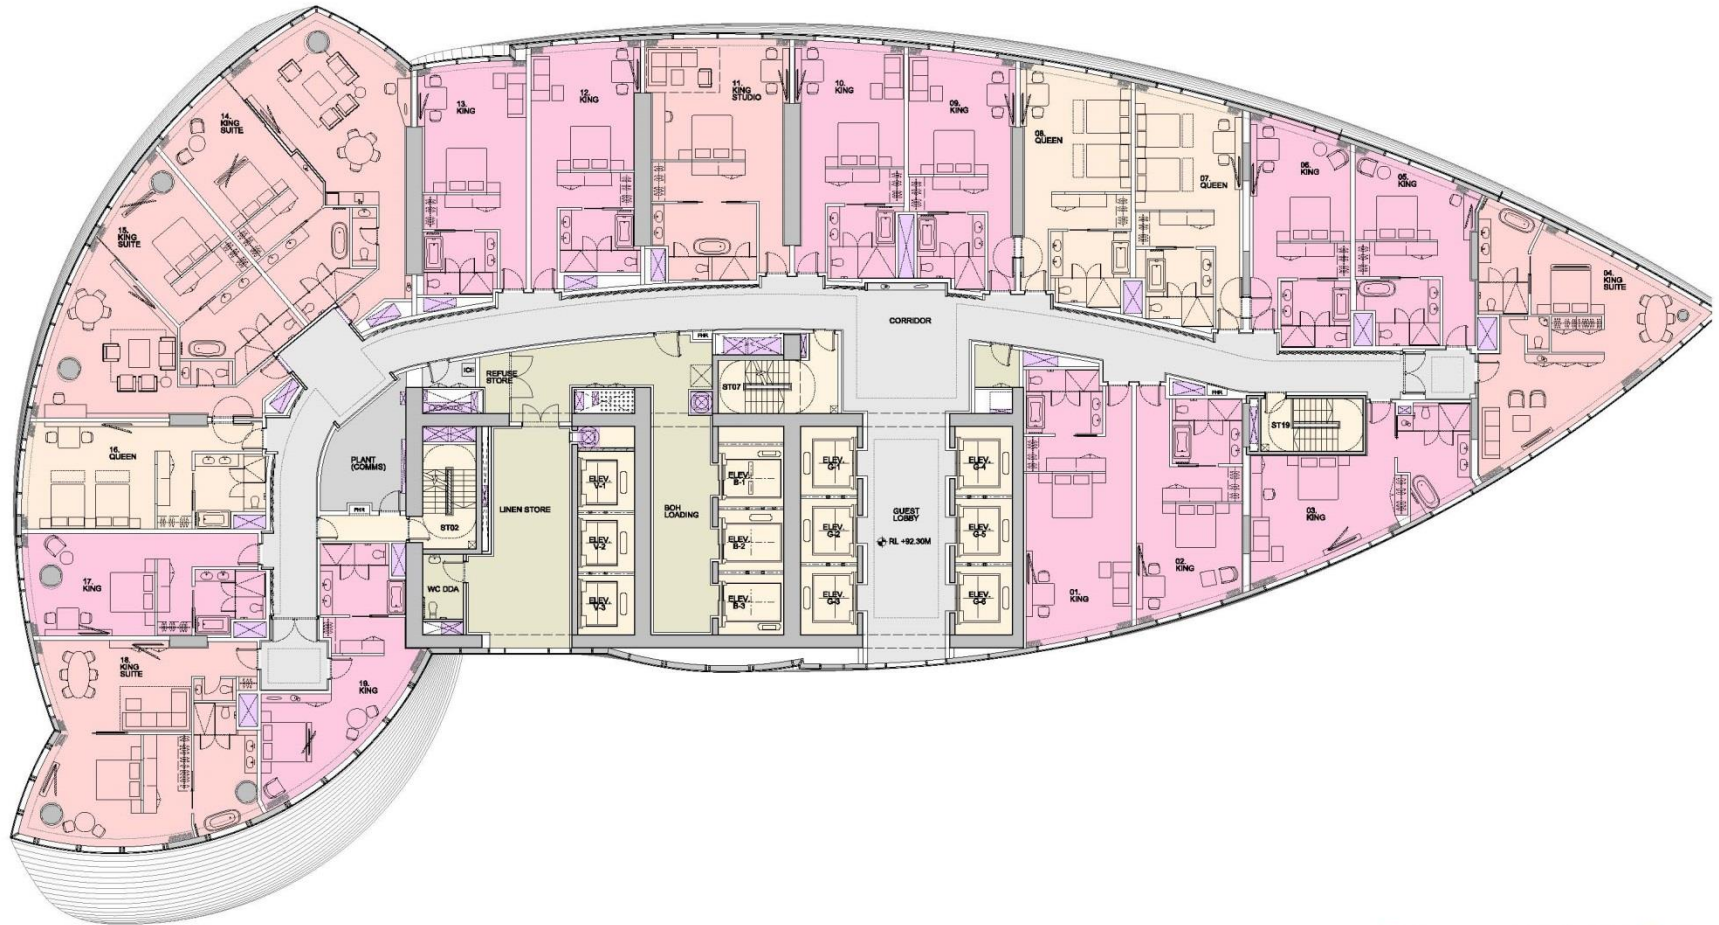 13.
KING
12.
KING
11.
KING
STUDIO
10.
KING
09.
KING
08.
QUEEN
07.
QUEEN
06.
KING
05.
KING
04.
KING
SUITE
14.
KING
SUITE
15.
KING
SUITE
CORRIDOR
REFUSE
STORE
FHR
ST07
FHR
ST19
16.
QUEEN
PLANT
(COMMS)
FHR
ST02
LINEN STORE
ELEV.
V-1
ELEV.
V-2
ELEV.
V-3
BOH
LOADING
ELEV.
B-1
ELEV.
B-2
ELEV.
B-3
ELEV.
G-1
ELEV.
G-2
ELEV.
G-3
GUEST
LOBBY
RL +92.30M
ELEV.
G-4
ELEV.
G-5
ELEV.
G-6
01.
KING
02.
KING
03.
KING
17.
KING
WC DDA
18.
KING
SUITE
19.
KING